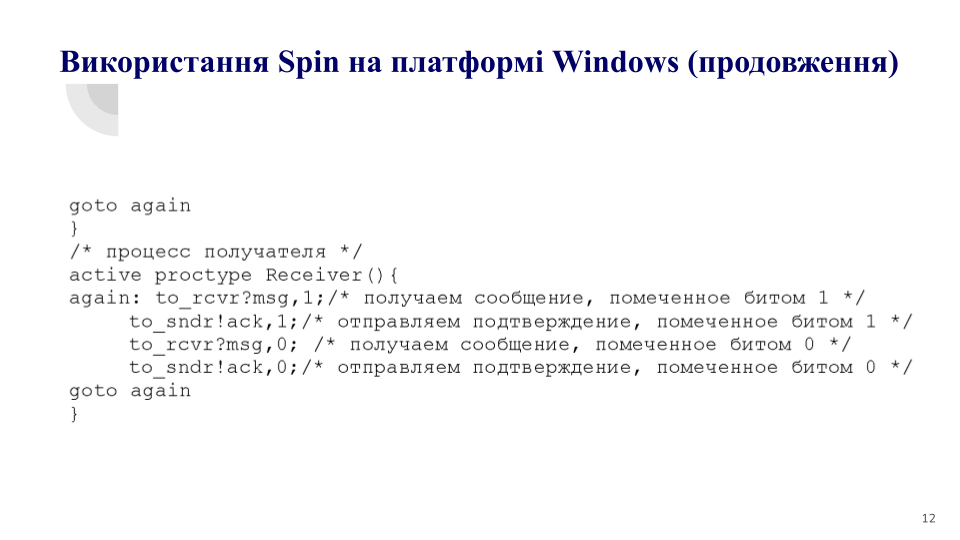 Використання Spin на платформі Windows (продовження)
goto again
}
/* процесс получателя */
active proctype Receiver(){
again: to_rcvr?msg,1;/* получаем сообщение, помеченное битом 1 */
to_sndr!ack,1;/* отправляем подтверждение, помеченное битом 1 */
to_rcvr?msg,0; /* получаем сообщение, помеченное битом 0 */
to_sndr!ack,0;/* отправляем подтверждение, помеченное битом 0 */
goto again
}
12